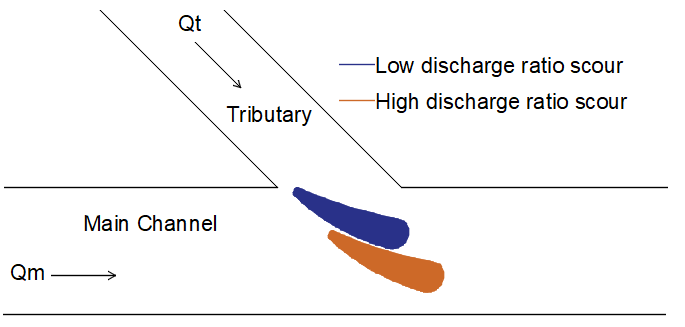 Qt
Low discharge ratio scour
High discharge ratio scour
Tributary
Main Channel
Qm